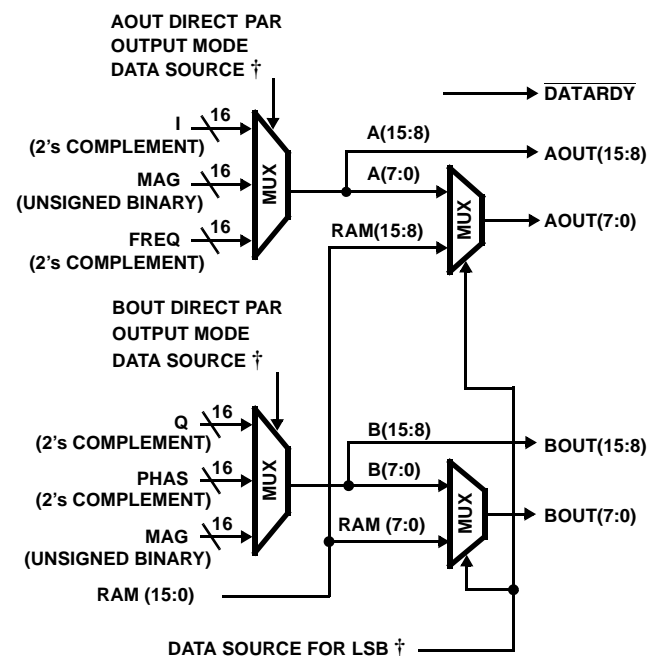 AOUT DIRECT PAR
OUTPUT MODE
DATA SOURCE †
DATARDY
I
16
(2's COMPLEMENT)
MAG
16
(UNSIGNED BINARY)
FREQ
16
(2's COMPLEMENT)
MUX
A(15:8)
AOUT(15:8)
A(7:0)
RAM(15:8)
MUX
AOUT(7:0)
BOUT DIRECT PAR
OUTPUT MODE
DATA SOURCE †
Q
16
(2's COMPLEMENT)
PHAS
16
(2's COMPLEMENT)
MAG
16
(UNSIGNED BINARY)
MUX
B(15:8)
BOUT(15:8)
B(7:0)
RAM (7:0)
MUX
BOUT(7:0)
RAM (15:0)
DATA SOURCE FOR LSB †